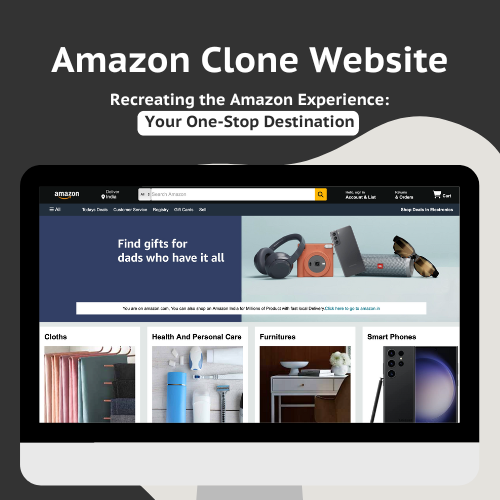 Amazon Clone Website
Recreating the Amazon Experience:
Your One-Stop Destination
amazon
Deliver
India
All
Search Amazon
Hello, sign in
Account & List
Returns
& Orders
Cart
All
Todays Deals
Customer Service
Registry
Gift Cards
Sell
Shop Deals in Electronics
Find gifts for
dads who have it all
You are on amazon.com, You can also shop on Amazon India for Millions of Product with fast local Delivery.Click here to go to amazon.in
Cloths
Health And Personal Care
Furnitures
Smart Phones
JBL